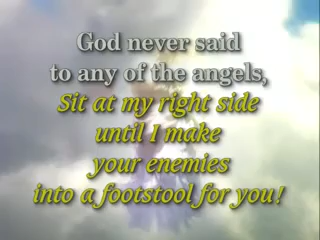 God never said
to any of the angels,
Sit at my right side
until I make
your enemies
into a footstool for you!